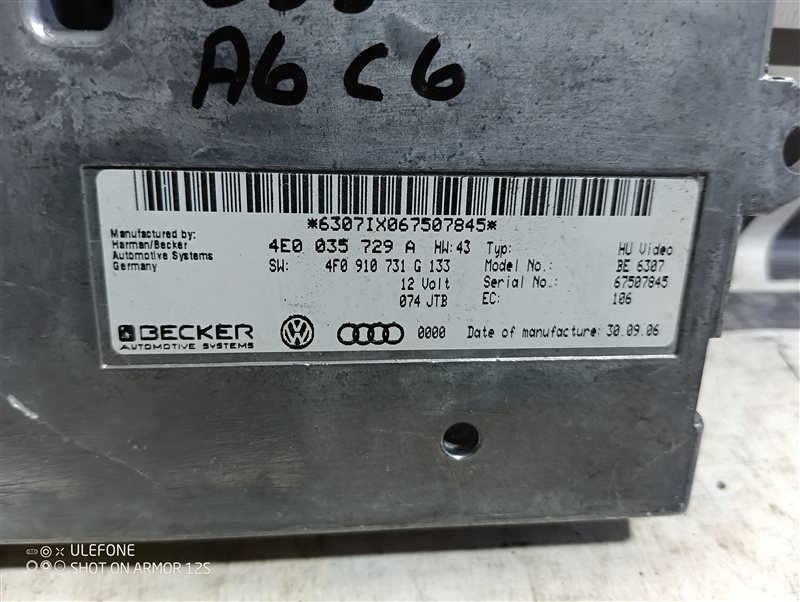 A6 C6
*6307IX067507845*
Manufactured by:
Harman/Becker
Automotive Systems
Germany
4E0 035 729 A HW: 43 Typ: HU Video
SW: 4F0 910 731 G 133 Model No.: BE 6307
12 Volt Serial No.: 67507845
074 JTB EC: 106
BECKER
AUTOMOTIVE SYSTEMS
0000 Date of manufacture: 30.09.06
ULEFONE
SHOT ON ARMOR 12S